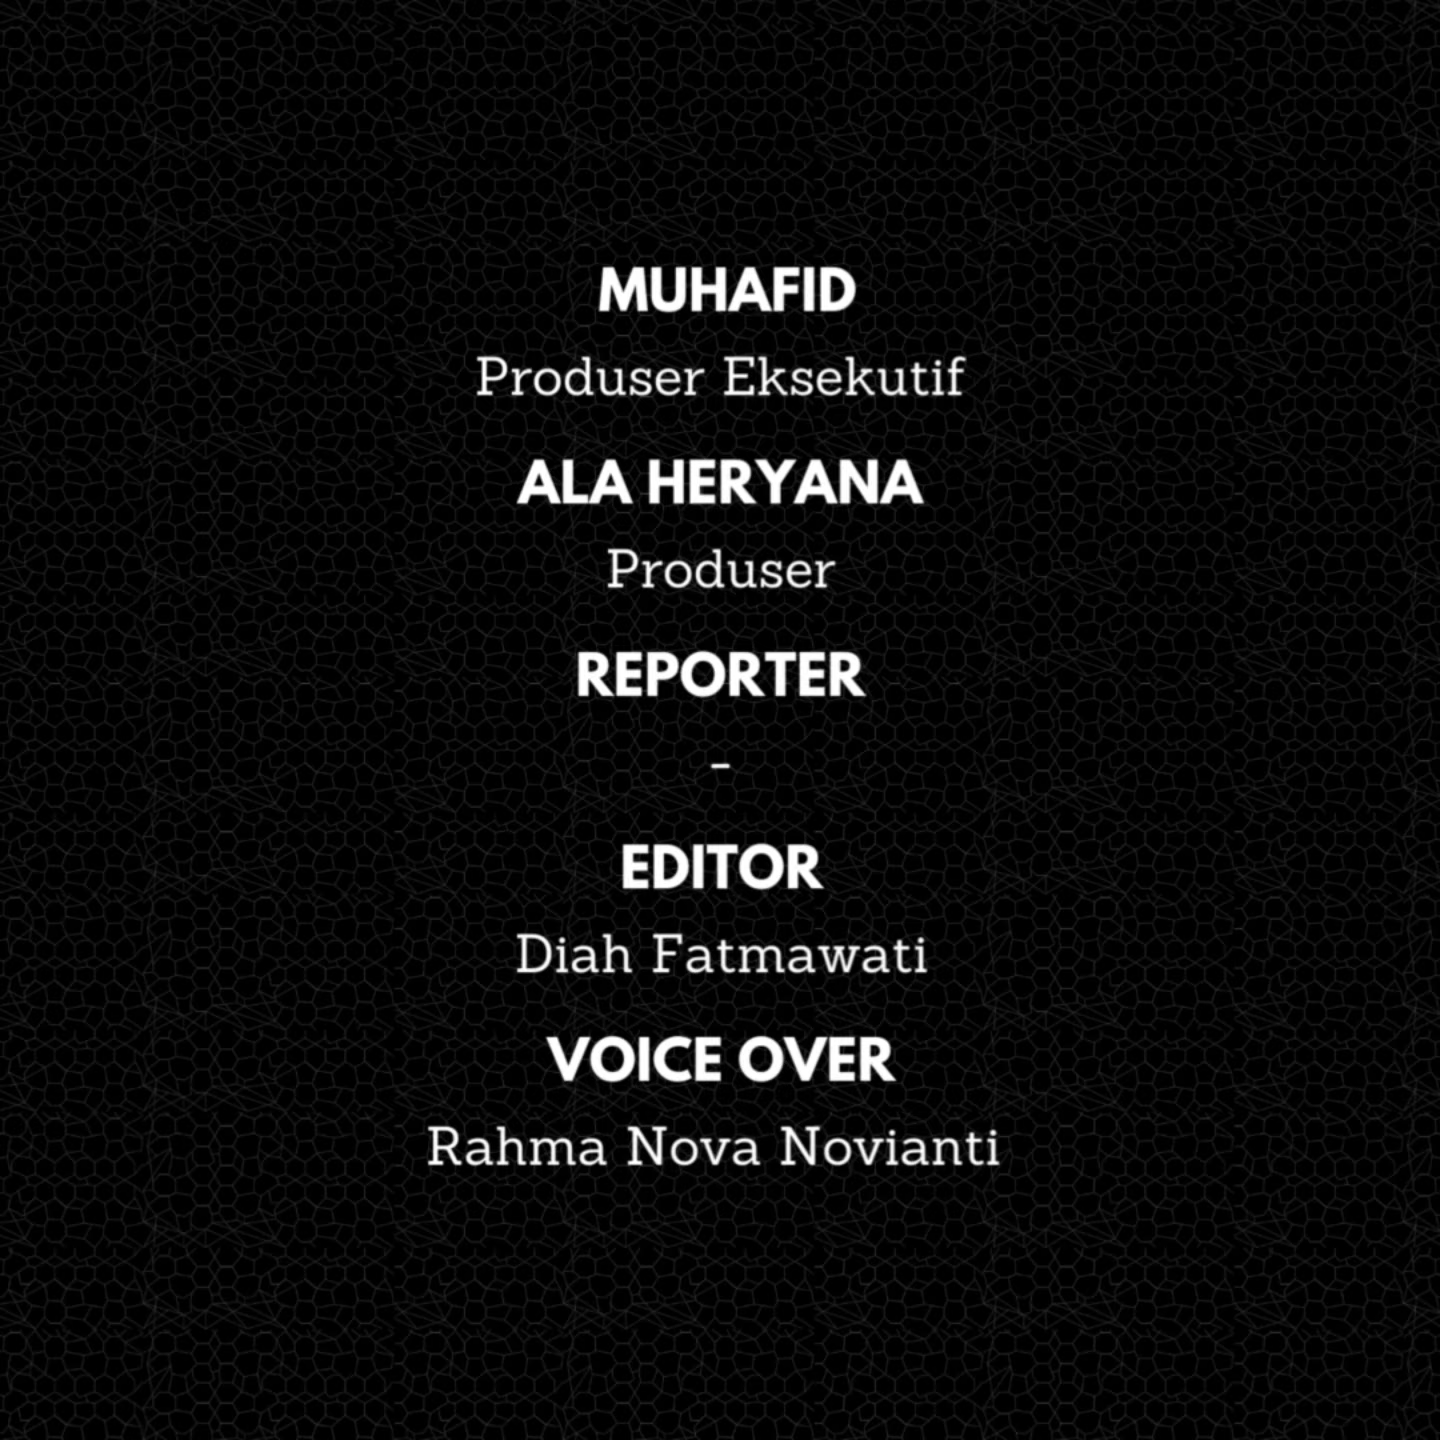 MUHAFID
Produser Eksekutif
ALA HERYANA
Produser
REPORTER
-
EDITOR
Diah Fatmawati
VOICE OVER
Rahma Nova Novianti